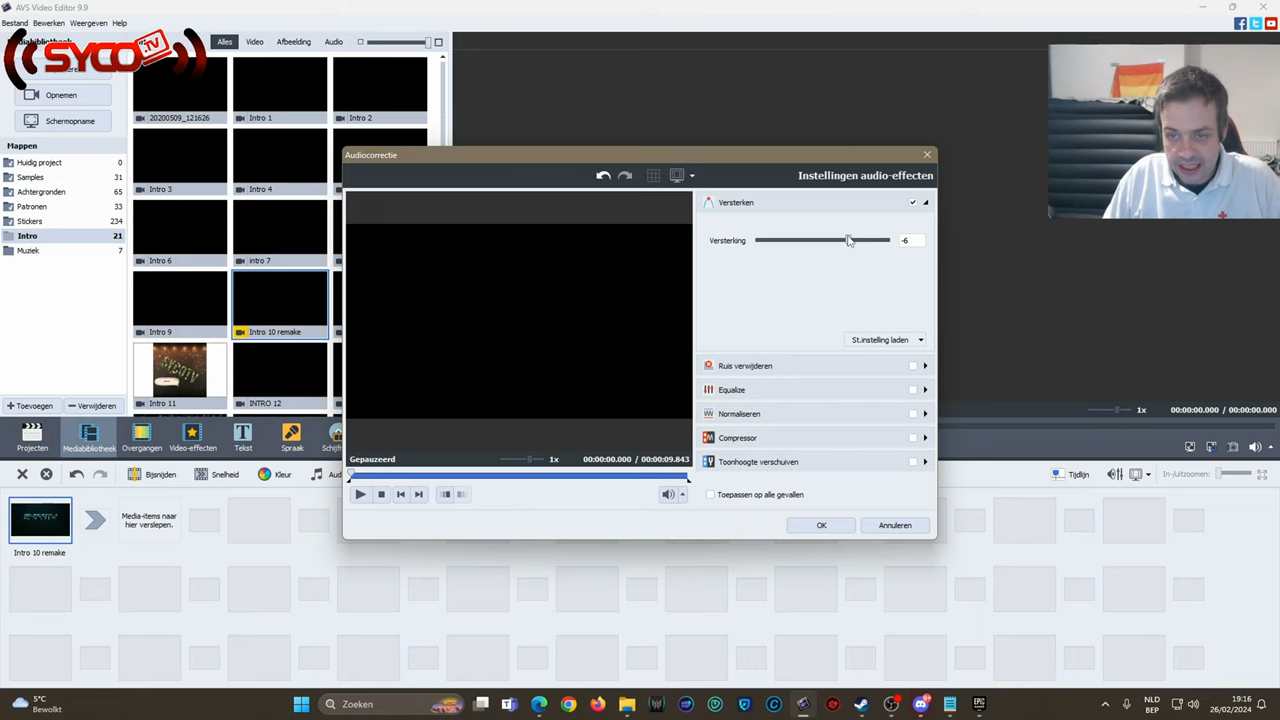 AVS Video Editor 9.9
Bestand Bewerken Weergeven Help
SYCO TV
Alles Video Afbeelding Audio
Opnemen
Schermopname
Mappen
Huidig project 0
Samples 31
Achtergronden 65
Patronen 33
Stickers 234
Intro 21
Muziek 7
20200509_121626 Intro 1 Intro 2
Intro 3 Intro 4
Intro 6 intro 7
Intro 9 Intro 10 remake
Intro 11 INTRO 12
Toevoegen Verwijderen
Audiocorrectie
Instellingen audio-effecten
Versterken
Versterking -6
St.instelling laden
Ruis verwijderen
Equalize
Normaliseren
Compressor
Toonhoogte verschuiven
Gepauzeerd 1x 00:00:00.000 / 00:00:09.843
Toepassen op alle gevallen
OK Annuleren
1x 00:00:00.000 / 00:00:00.000
Projecten Mediabibliotheek Overgangen Video-effecten Tekst Spraak
Bijsnijden Snelheid Kleur
Tijdlijn In-/uitzoomen:
Media-items naar
hier verslepen.
Intro 10 remake
5°C
Bewolkt
Zoeken
NLD
BEP
19:16
26/02/2024